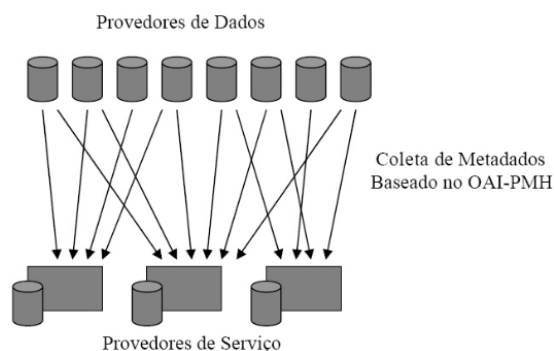 Provedores de Dados
Coleta de Metadados
Baseado no OAI-PMH
Provedores de Serviço